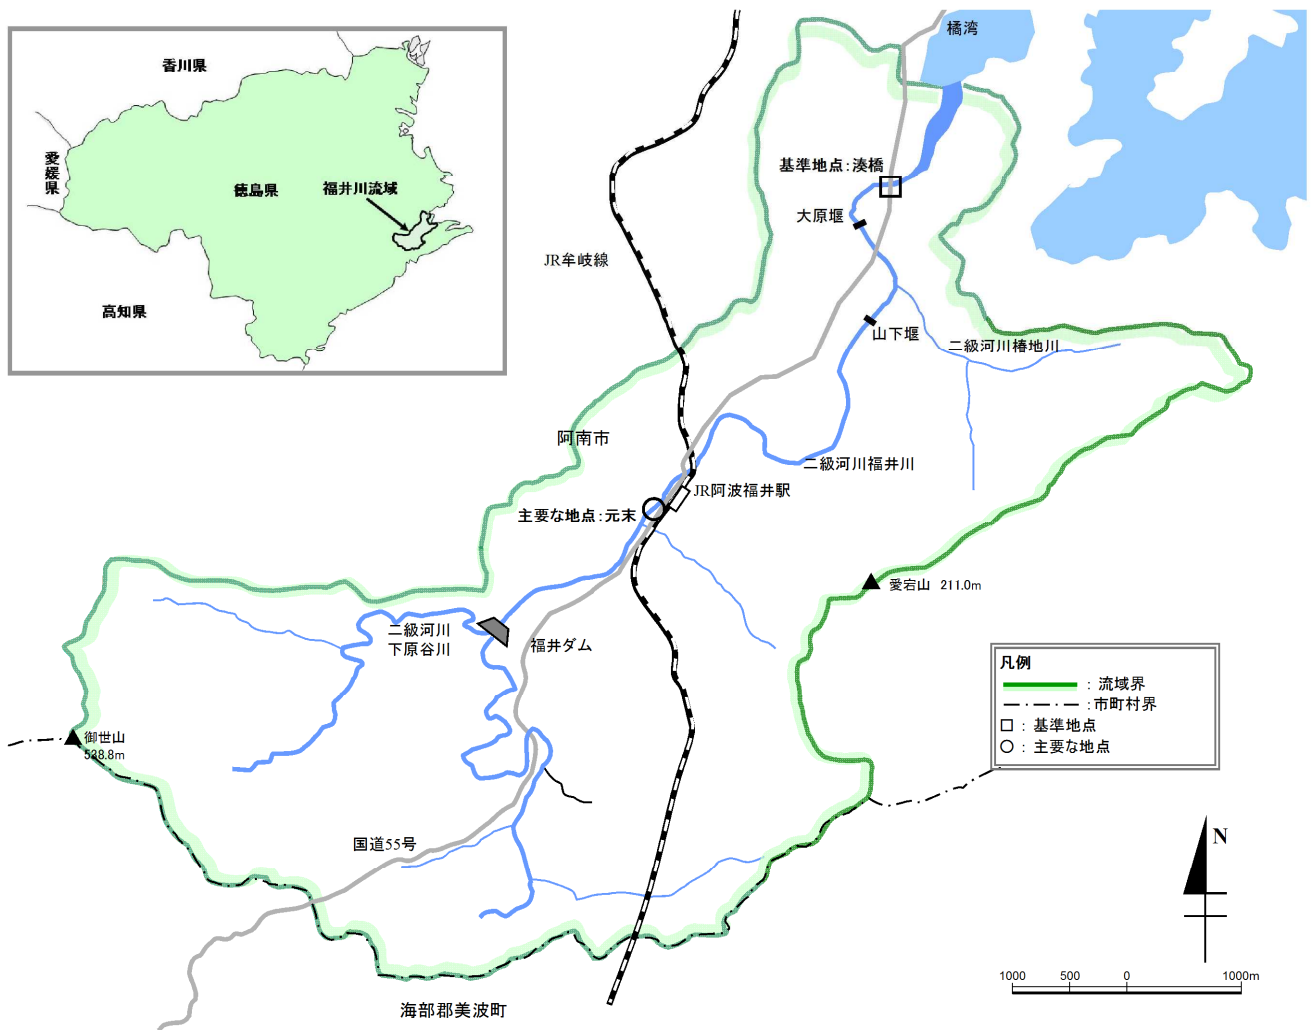 香川県
愛媛県
徳島県
福井川流域
高知県
橘湾
基準地点:湊橋
大原堰
JR牟岐線
山下堰
二級河川椿地川
阿南市
二級河川福井川
JR阿波福井駅
主要な地点:元末
愛宕山 211.0m
二級河川
下原谷川
福井ダム
御世山
538.8m
国道55号
海部郡美波町
凡例
:流域界
:市町村界
:基準地点
:主要な地点
N
1000 500 0 1000m